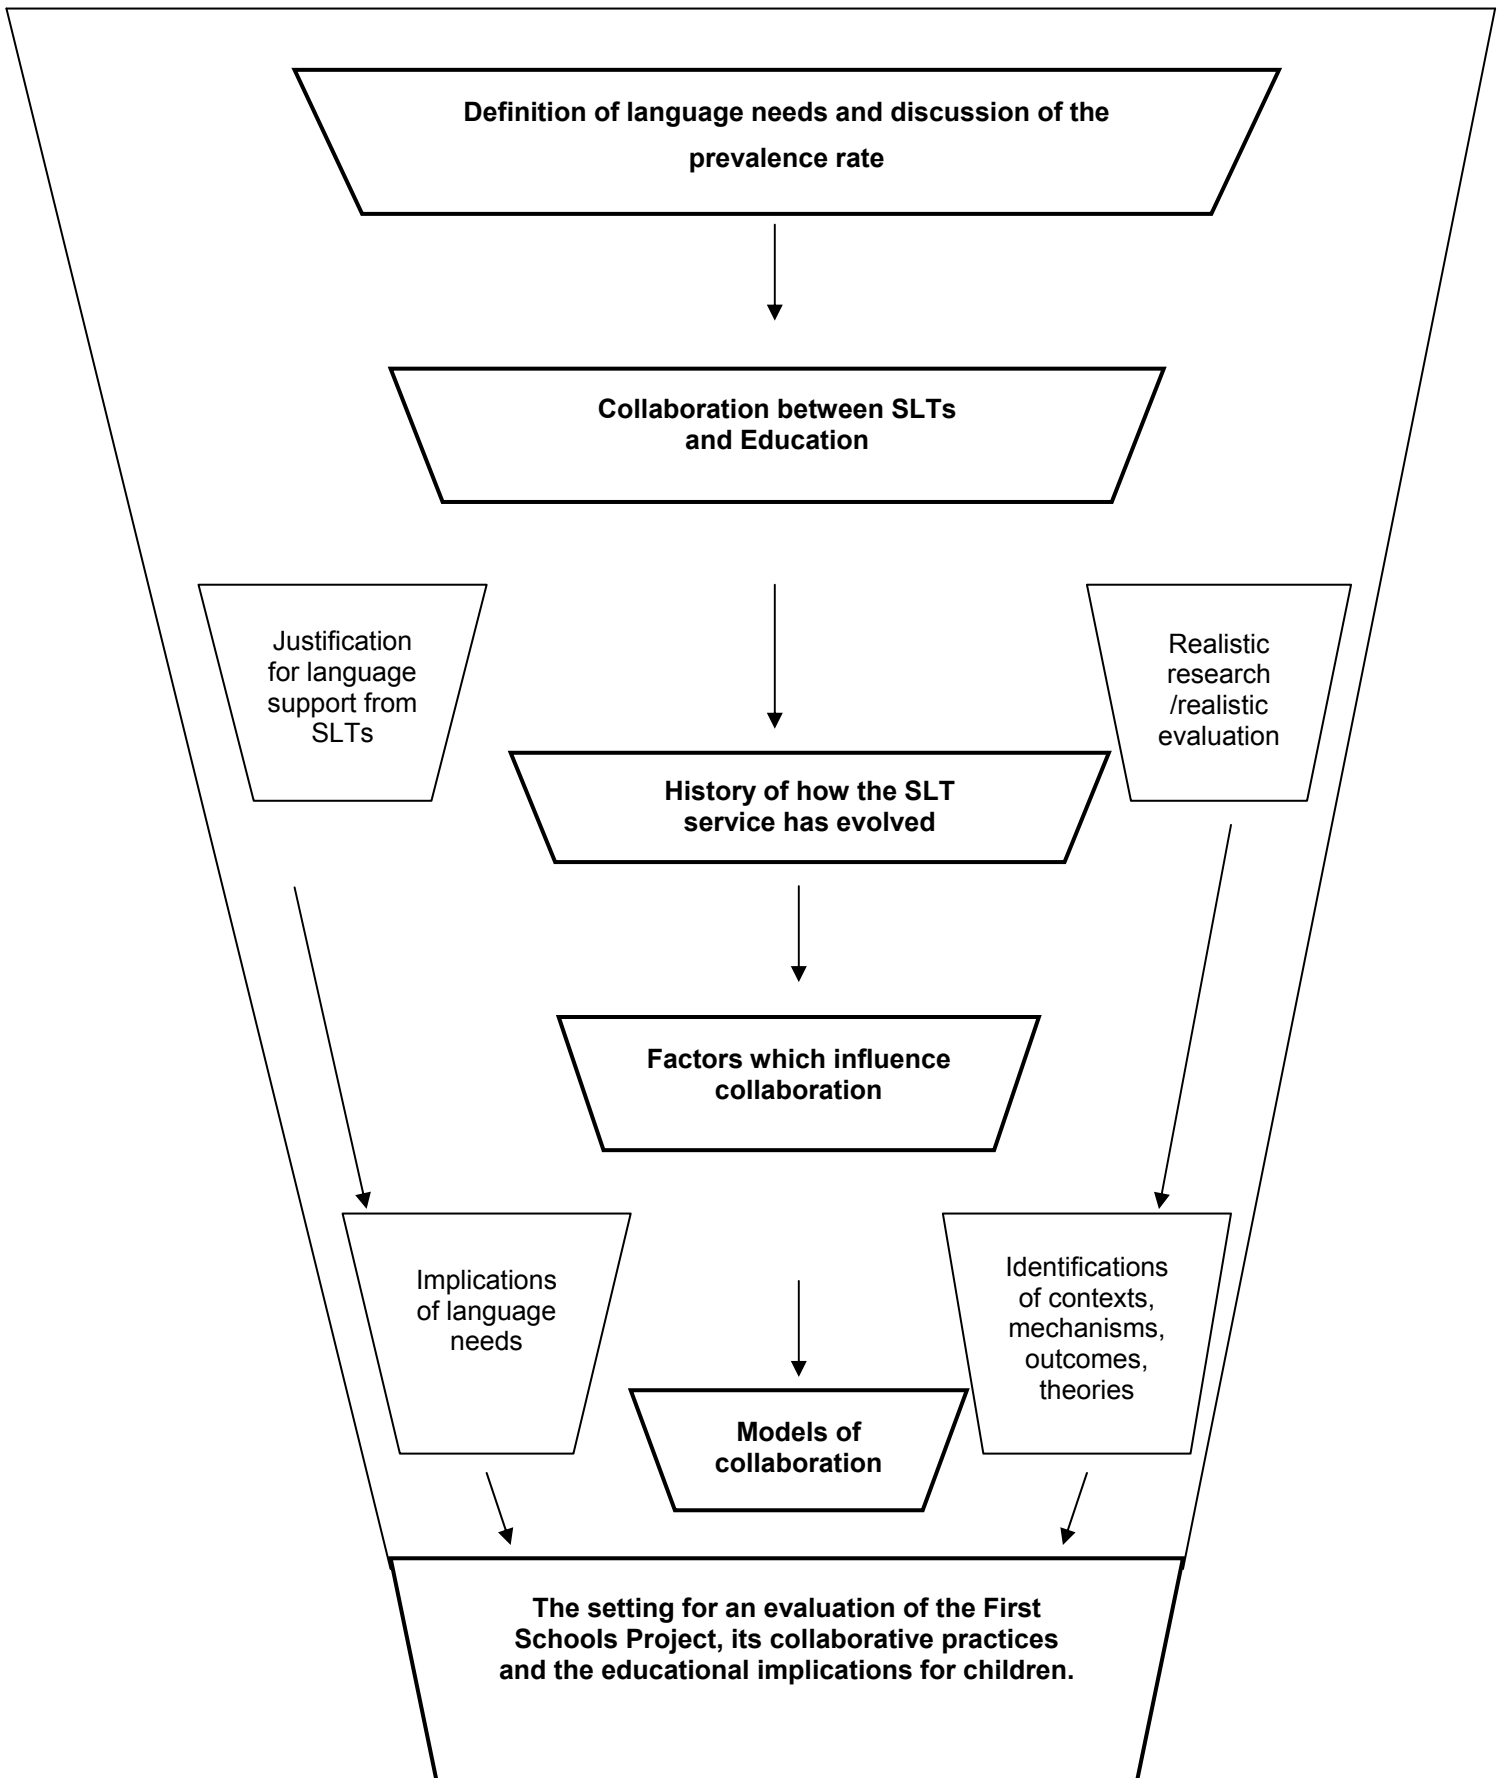 Definition of language needs and discussion of the
prevalence rate
Collaboration between SLTs
and Education
Justification
for language
support from
SLTs
Realistic
research
/realistic
evaluation
History of how the SLT
service has evolved
Factors which influence
collaboration
Implications
of language
needs
Identifications
of contexts,
mechanisms,
outcomes,
theories
Models of
collaboration
The setting for an evaluation of the First
Schools Project, its collaborative practices
and the educational implications for children.